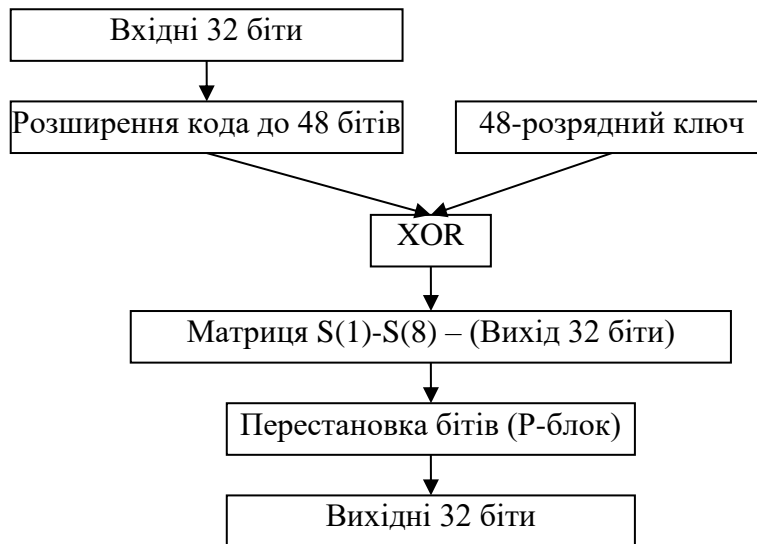 Вхідні 32 біти
Розширення кода до 48 бітів
48-розрядний ключ
XOR
Матриця S(1)-S(8) – (Вихід 32 біти)
Перестановка бітів (P-блок)
Вихідні 32 біти